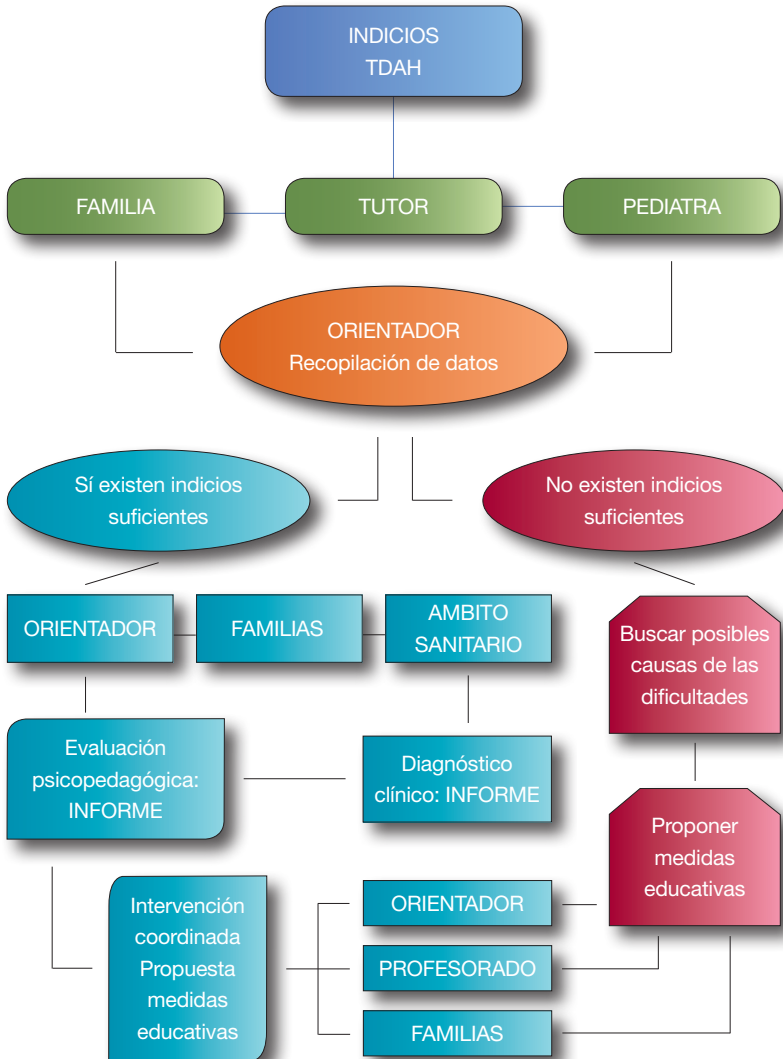 INDICIOS
TDAH
FAMILIA
TUTOR
PEDIATRA
ORIENTADOR
Recopilación de datos
Sí existen indicios
suficientes
No existen indicios
suficientes
ORIENTADOR
FAMILIAS
AMBITO
SANITARIO
Buscar posibles
causas de las
dificultades
Evaluación
psicopedagógica:
INFORME
Diagnóstico
clínico: INFORME
Proponer
medidas
educativas
Intervención
coordinada
Propuesta
medidas
educativas
ORIENTADOR
PROFESORADO
FAMILIAS